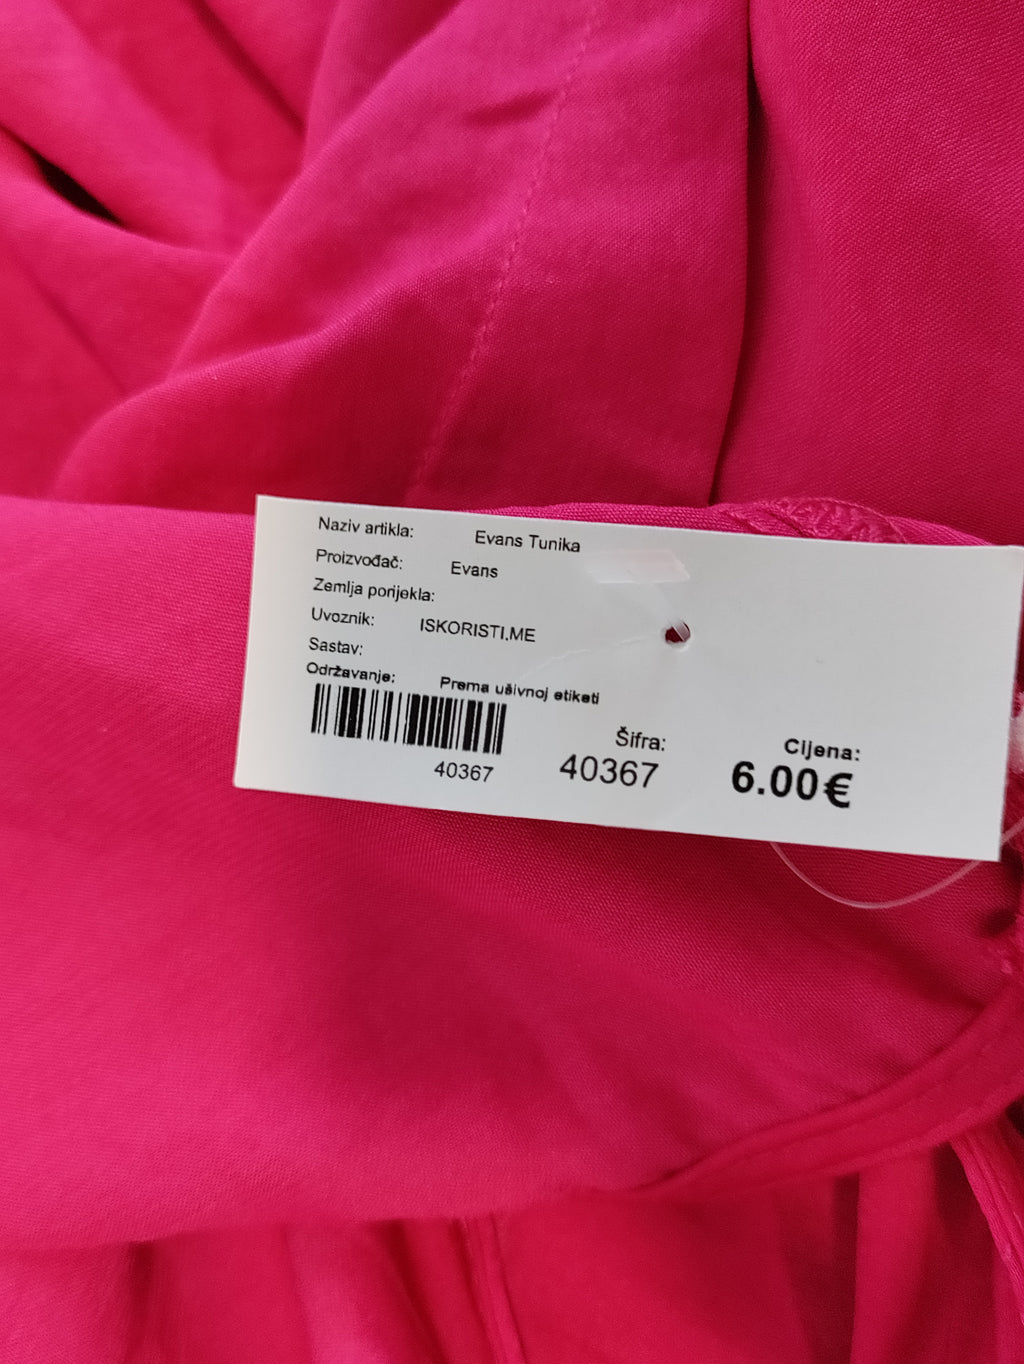 Naziv artikla: Evans Tunika
Proizvođač: Evans
Zemlja porijekla:
Uvoznik: ISKORISTI.ME
Sastav:
Održavanje: Prema ušivnoj etiketi
40367
Šifra:
40367
Cijena:
6.00€